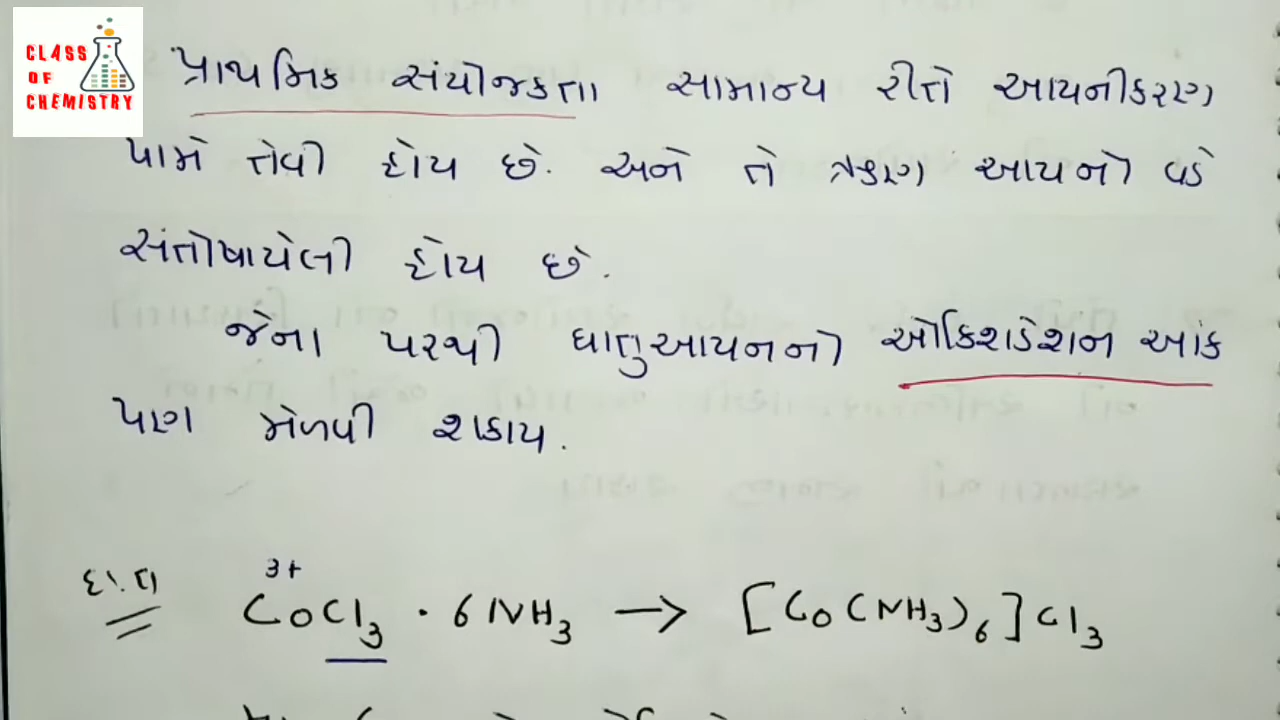 CLASS
OF
CHEMISTRY
પ્રાથમિક સંયોજકતા સામાન્ય રીતે આયનીકરણ
પામે તેવી હોય છે. અને તે ઋણ આયનો વડે
સંતોષાયેલી હોય છે.
જેના પરથી ધાતુઆયનનો ઓકિશડેશન આંક
પણ મેળવી શકાય.
3+
દા.ત CoCl₃ · 6NH₃ → [Co(NH₃)₆]Cl₃